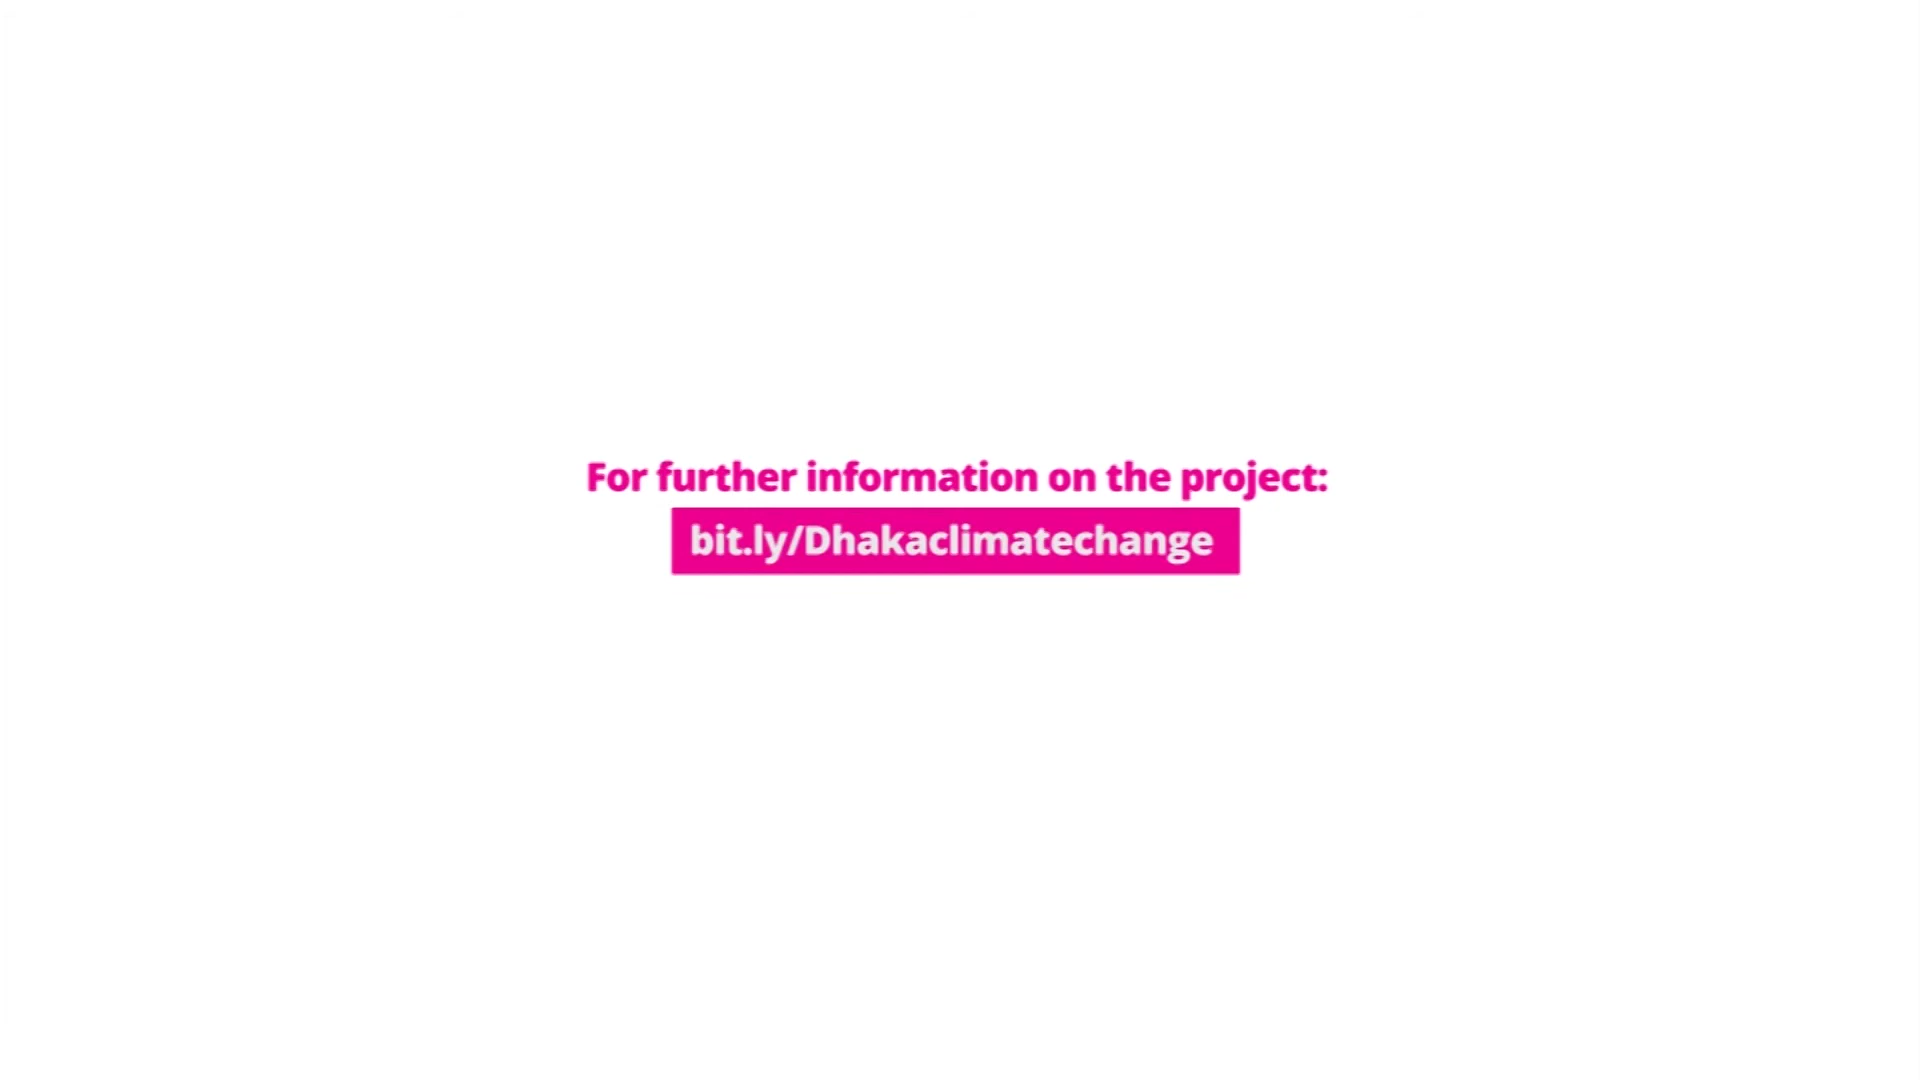 For further information on the project:
bit.ly/Dhakaclimatechange